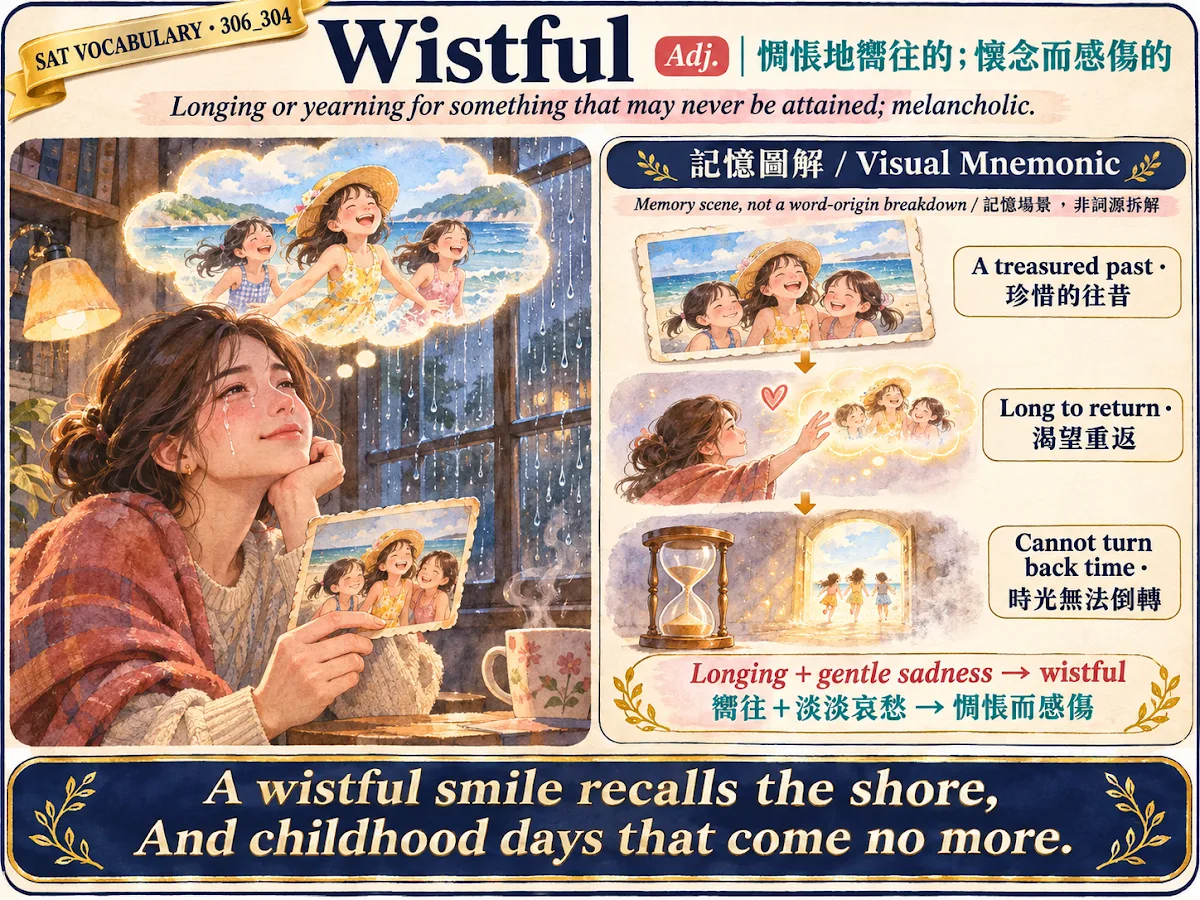 SAT VOCABULARY • 306_304
Wistful
Adj. | 惆悵地嚮往的；懷念而感傷的
Longing or yearning for something that may never be attained; melancholic.
記憶圖解 / Visual Mnemonic
Memory scene, not a word-origin breakdown / 記憶場景，非詞源拆解
A treasured past •
珍惜的往昔
Long to return •
渴望重返
Cannot turn
back time •
時光無法倒轉
Longing + gentle sadness → wistful
嚮往 + 淡淡哀愁 → 惆悵而感傷
A wistful smile recalls the shore,
And childhood days that come no more.